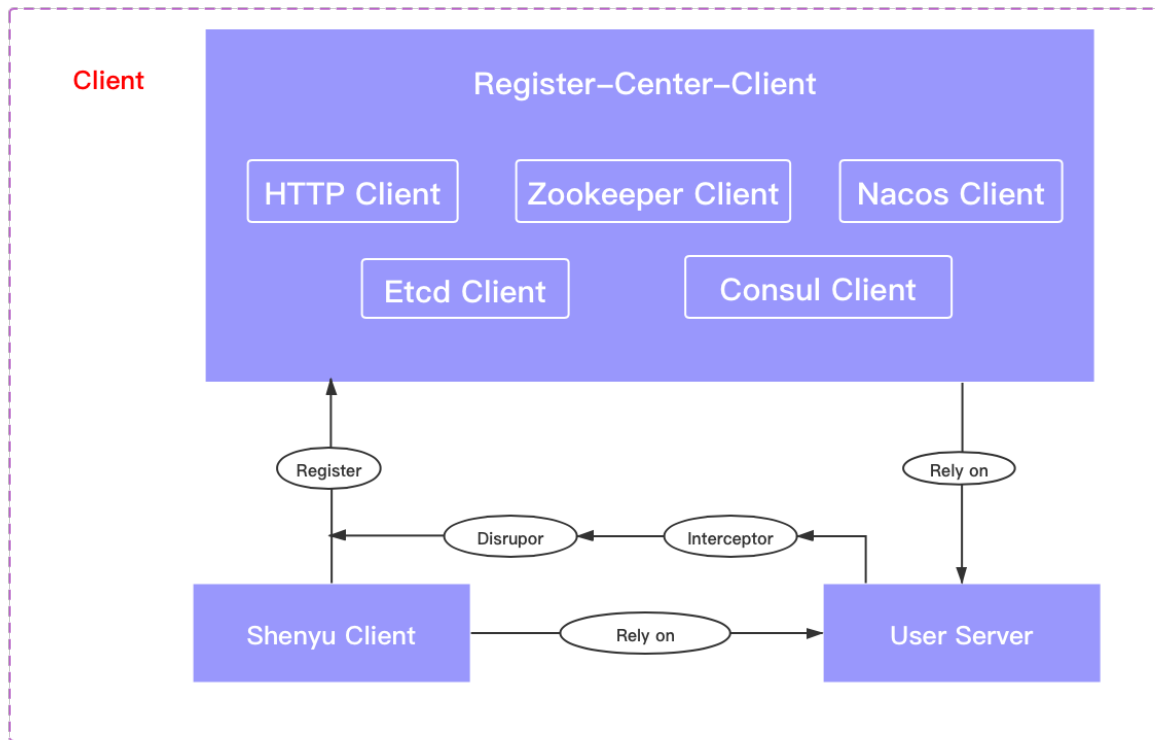 Client
Register-Center-Client
HTTP Client
Zookeeper Client
Nacos Client
Etcd Client
Consul Client
Register
Rely on
Disrupor
Interceptor
Shenyu Client
Rely on
User Server